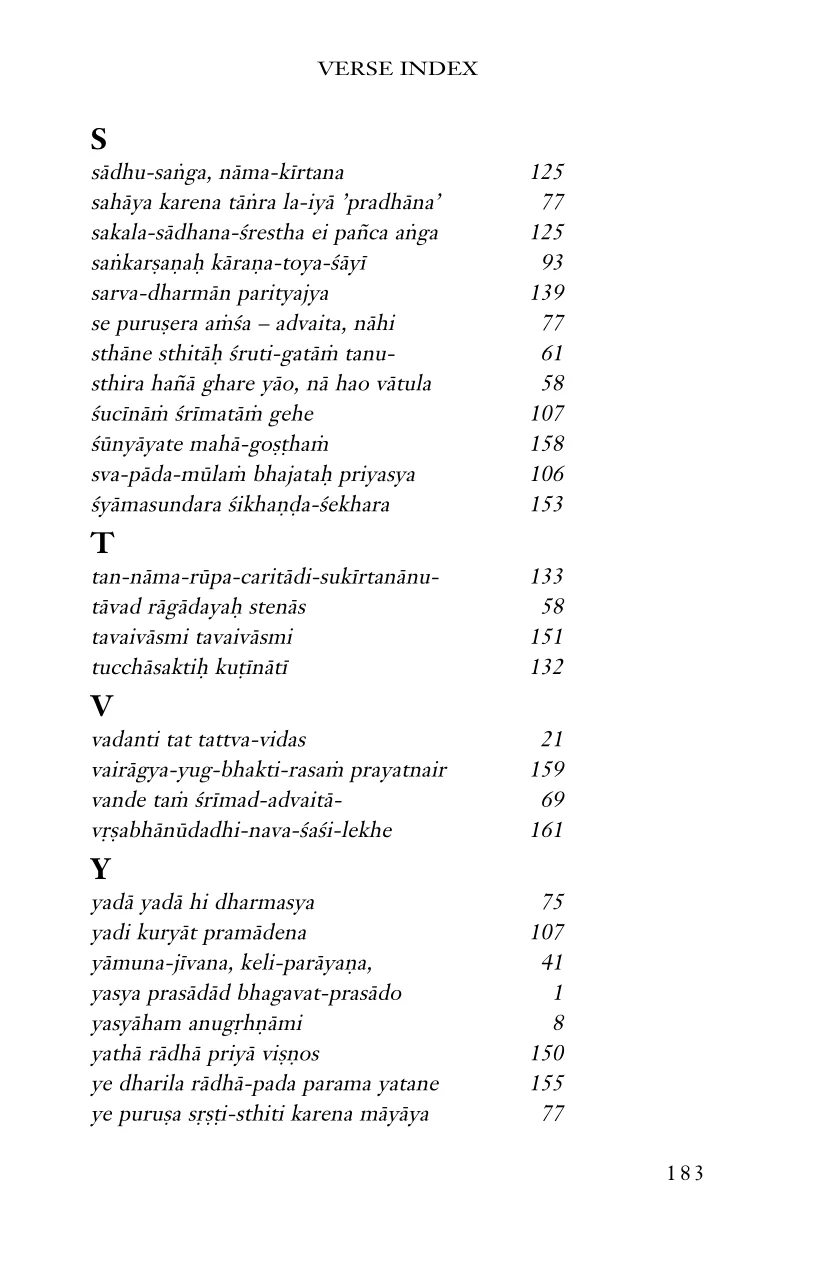 VERSE INDEX
S
sādhu-saṅga, nāma-kīrtana 125
sahāya karena tāṅra la-iyā ’pradhāna’ 77
sakala-sādhana-śrestha ei pañca aṅga 125
saṅkarṣaṇaḥ kāraṇa-toya-śāyī 93
sarva-dharmān parityajya 139
se puruṣera aṁśa – advaita, nāhi 77
sthāne sthitāḥ śruti-gatāṁ tanu- 61
sthira hañā ghare yāo, nā hao vātula 58
śucīnāṁ śrīmatāṁ gehe 107
śūnyāyate mahā-goṣṭhaṁ 158
sva-pāda-mūlaṁ bhajataḥ priyasya 106
śyāmasundara śikhaṇḍa-śekhara 153
T
tan-nāma-rūpa-caritādi-sukīrtanānu- 133
tāvad rāgādayaḥ stenās 58
tavaivāsmi tavaivāsmi 151
tucchāsaktiḥ kuṭīnātī 132
V
vadanti tat tattva-vidas 21
vairāgya-yug-bhakti-rasaṁ prayatnair 159
vande taṁ śrīmad-advaitā- 69
vṛṣabhānūdadhi-nava-śaśi-lekhe 161
Y
yadā yadā hi dharmasya 75
yadi kuryāt pramādena 107
yāmuna-jīvana, keli-parāyaṇa, 41
yasya prasādād bhagavat-prasādo 1
yasyāham anugṛhṇāmi 8
yathā rādhā priyā viṣṇos 150
ye dharila rādhā-pada parama yatane 155
ye puruṣa sṛṣṭi-sthiti karena māyāya 77
183